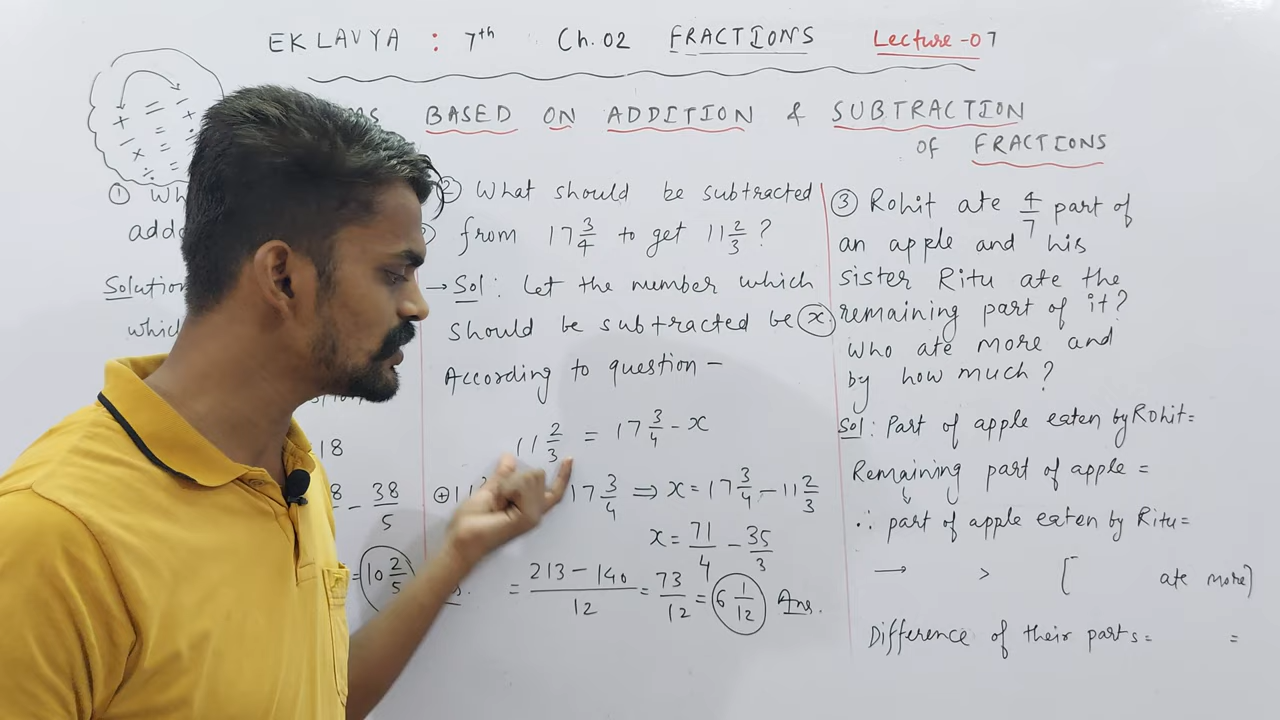 EKLAVYA : 7th Ch. 02 FRACTIONS Lecture-07
BASED ON ADDITION & SUBTRACTION
OF FRACTIONS
①
Solution
38/5
= 10 2/5
② What should be subtracted
from 17 3/4 to get 11 2/3 ?
→ Sol : Let the number which
should be subtracted be x
According to question –
11 2/3 = 17 3/4 - x
17 3/4 ⇒ x = 17 3/4 - 11 2/3
x = 71/4 - 35/3
= 213 - 140/12 = 73/12 = 6 1/12 Ans.
③ Rohit ate 4/7 part of
an apple and his
sister Ritu ate the
remaining part of it?
Who ate more and
by how much ?
Sol : Part of apple eaten by Rohit=
Remaining part of apple =
∴ part of apple eaten by Ritu=
→ > [ ate more]
Difference of their parts= =